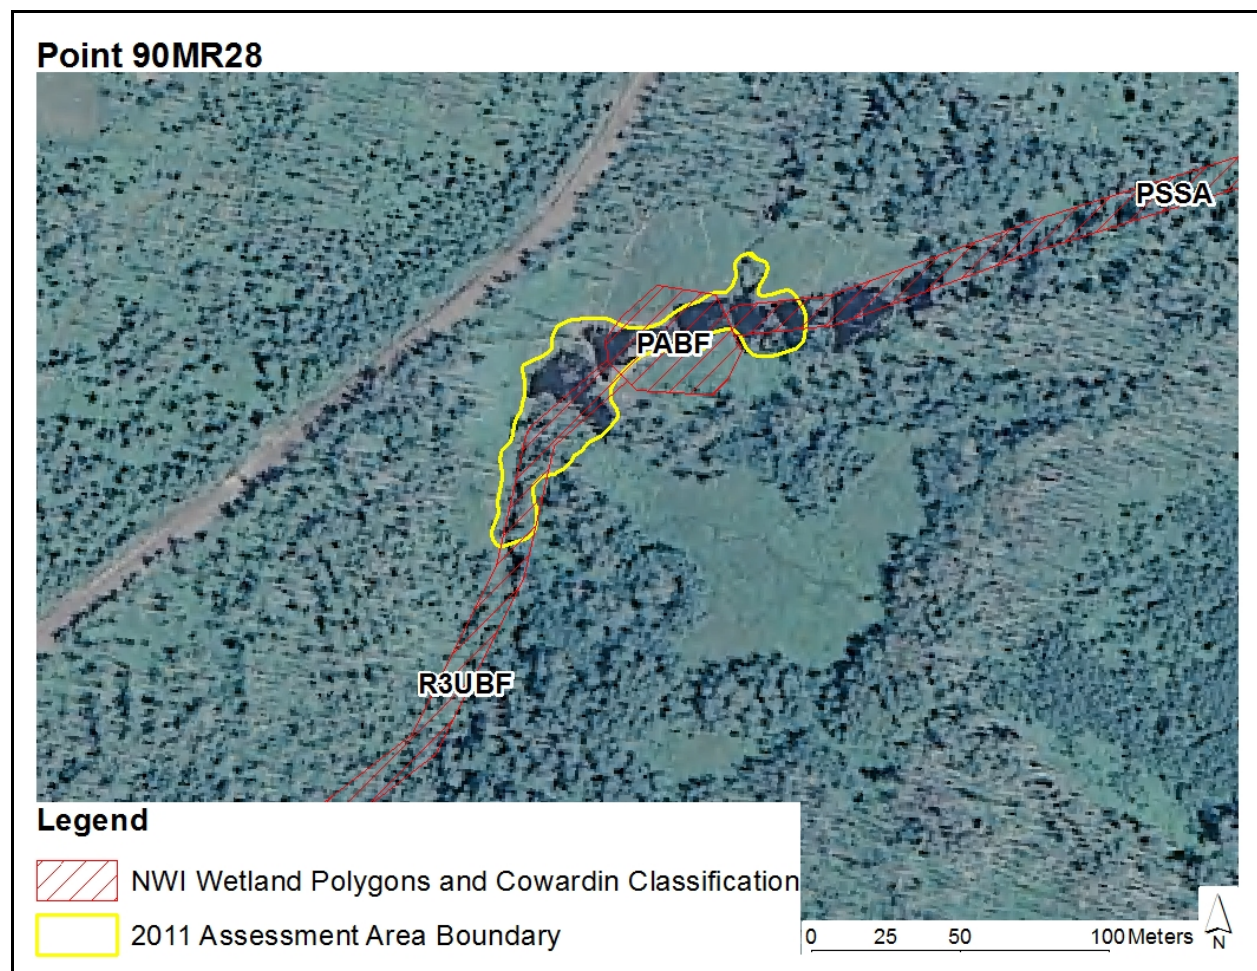 Point 90MR28
PSSA
PABF
R3UBF
Legend
NWI Wetland Polygons and Cowardin Classification
2011 Assessment Area Boundary
0 25 50 100 Meters
N